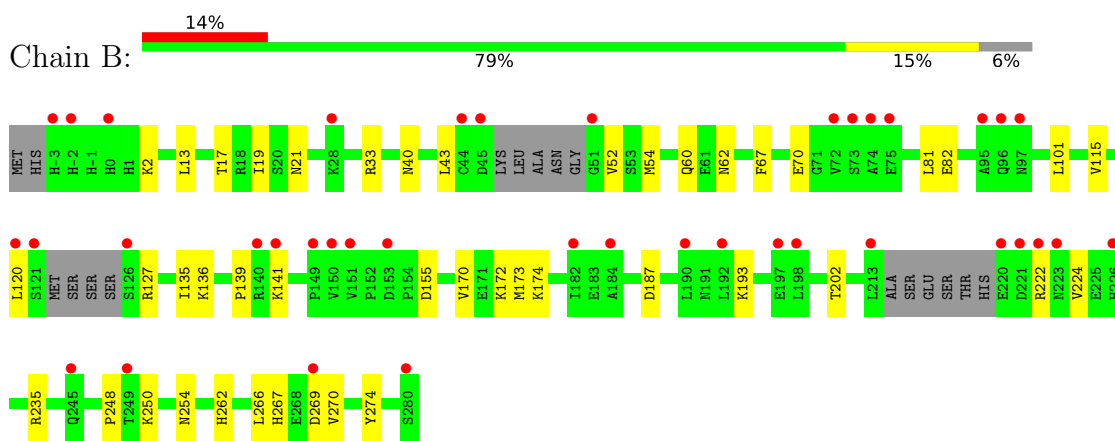 14%
Chain B:
79% 15% 6%
MET HIS H-3 H-2 H-1 H0 H1 K2 L13 T17 R18 I19 S20 N21 K28 R33 N40 L43 C44 D45 LYS LEU ALA ASN GLY G51 V52 S53 M54 Q60 E61 N62 F67 E70 G71 V72 S73 A74 E75 L81 E82 A95 Q96 N97 L101 V115
L120 S121 MET SER SER SER S126 R127 I135 K136 P139 R140 K141 P149 V150 V151 P152 D153 P154 D155 V170 E171 K172 M173 K174 I182 E183 A184 D187 L190 N191 L192 K193 E197 L198 T202 L213 ALA SER GLU SER THR HIS E220 D221 R222 N223 V224 E225 H226
R235 Q245 P248 T249 K250 N254 H262 L266 H267 E268 D269 V270 Y274 S280